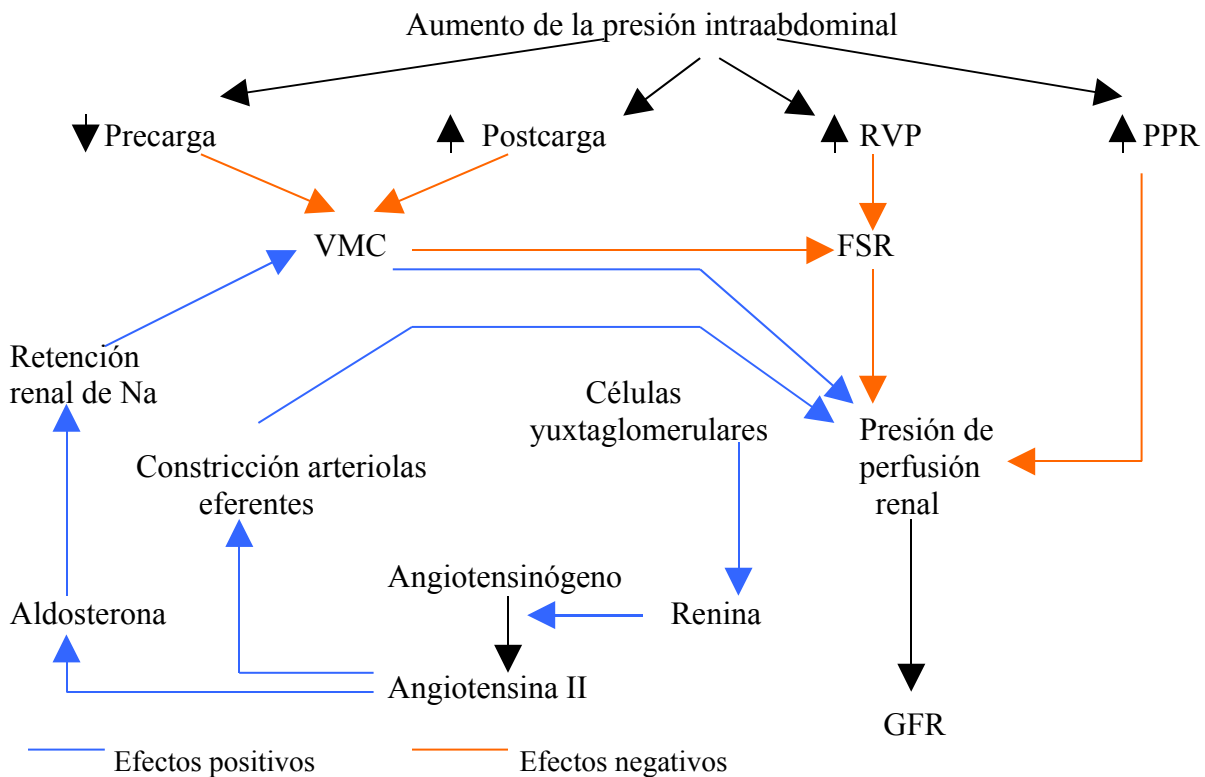 Aumento de la presión intraabdominal
Precarga
Postcarga
RVP
PPR
VMC
FSR
Retención
renal de Na
Células
yuxtaglomerulares
Presión de
perfusión
renal
Constricción arteriolas
eferentes
Angiotensinógeno
Aldosterona
Renina
Angiotensina II
GFR
Efectos positivos
Efectos negativos